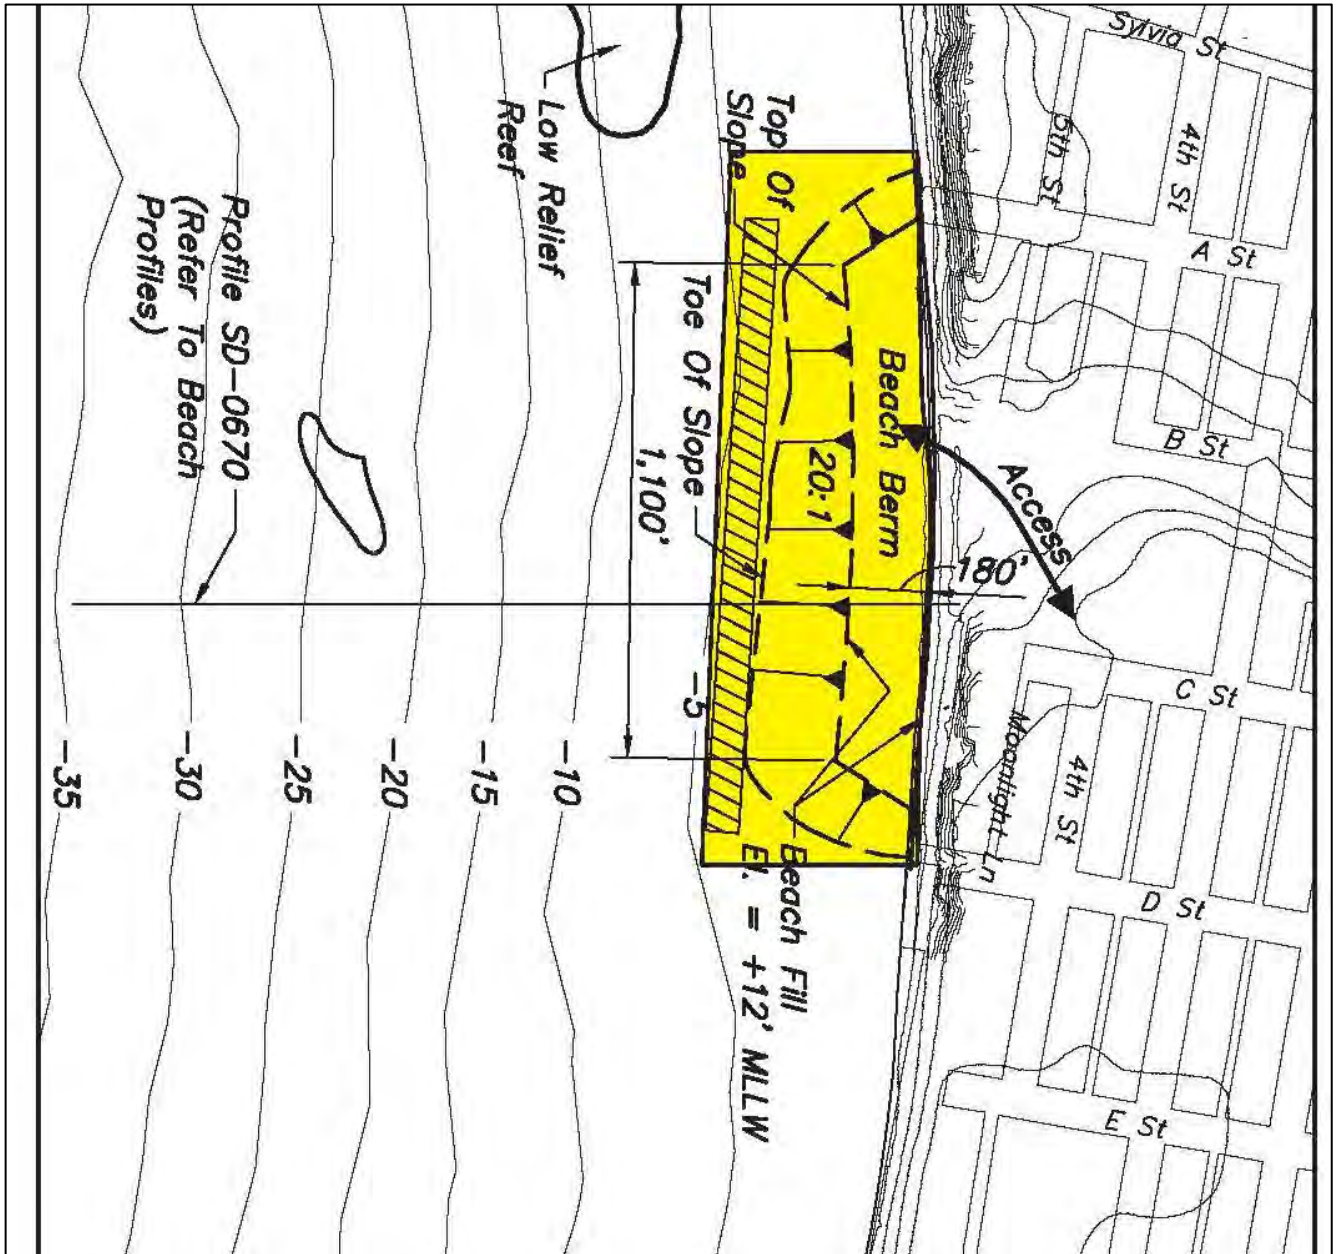 Sylvia St
5th St
4th St
A St
B St
Access
180'
C St
Moonlight Ln
4th St
D St
E St
Top Of
Slope
Low Relief
Reef
Beach Berm
20:1
Toe Of Slope
1,100'
Profile SD-0670
(Refer To Beach
Profiles)
Beach Fill
El. = +12' MLLW
-5
-10
-15
-20
-25
-30
-35